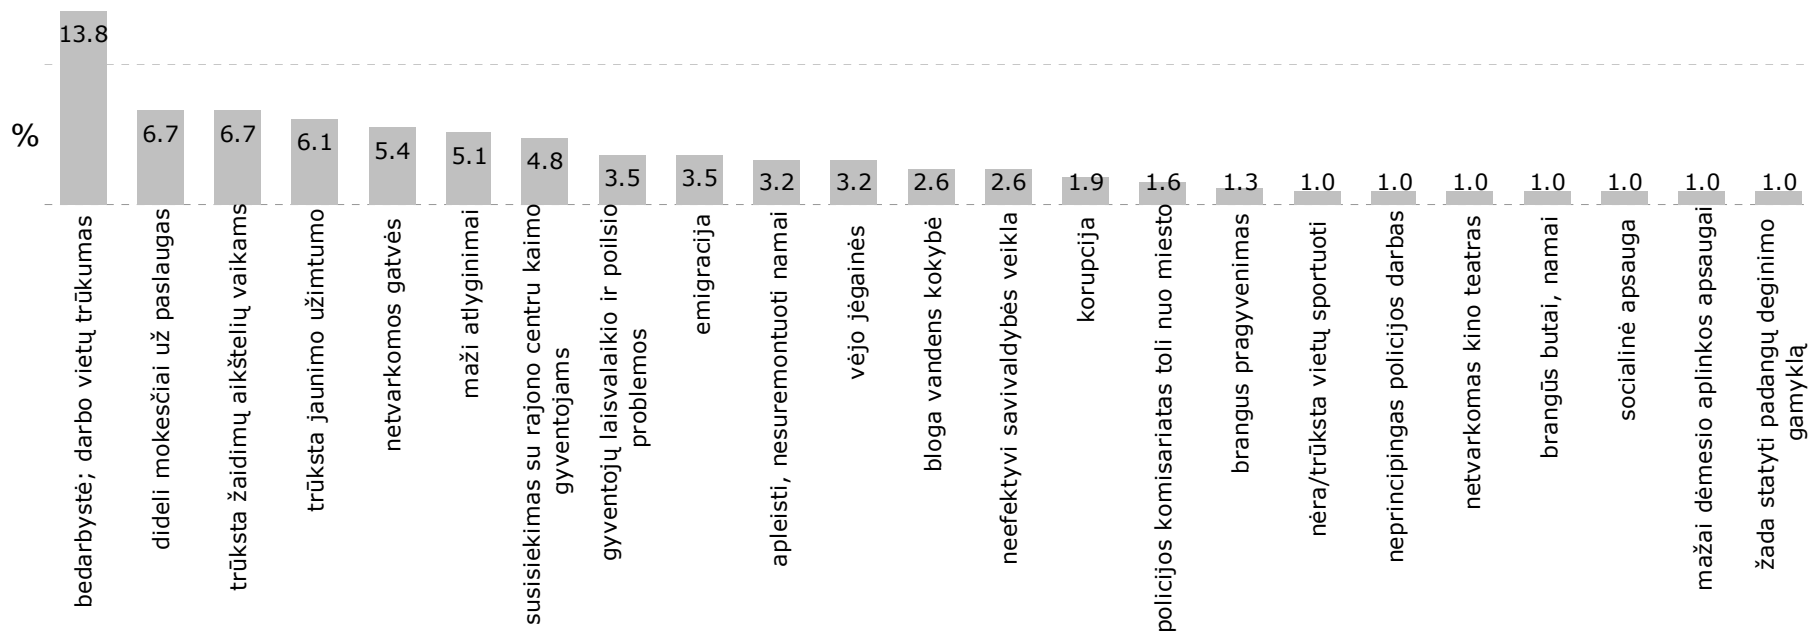 13.8
6.7
6.7
6.1
5.4
5.1
4.8
3.5
3.5
3.2
3.2
2.6
2.6
1.9
1.6
1.3
1.0
1.0
1.0
1.0
1.0
1.0
1.0
%
bedarbystė; darbo vietų trūkumas
dideli mokesčiai už paslaugas
trūksta žaidimų aikštelių vaikams
trūksta jaunimo užimtumo
netvarkomos gatvės
maži atlyginimai
susisiekimas su rajono centru kaimo
gyventojams
gyventojų laisvalaikio ir poilsio
problemos
emigracija
apleisti, nesuremontuoti namai
vėjo jėgainės
bloga vandens kokybė
neefektyvi savivaldybės veikla
korupcija
policijos komisariatas toli nuo miesto
brangus pragyvenimas
nėra/trūksta vietų sportuoti
neprincipingas policijos darbas
netvarkomas kino teatras
brangūs butai, namai
socialinė apsauga
mažai dėmesio aplinkos apsaugai
žada statyti padangų deginimo
gamyklą